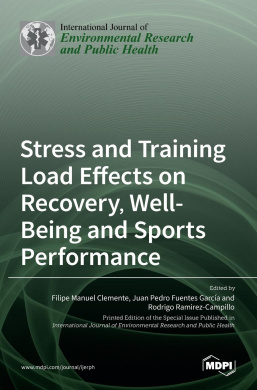 International Journal of
Environmental Research
and Public Health
Stress and Training
Load Effects on
Recovery, Well-
Being and Sports
Performance
Edited by
Filipe Manuel Clemente, Juan Pedro Fuentes García and
Rodrigo Ramirez-Campillo
Printed Edition of the Special Issue Published in
International Journal of Environmental Research and Public Health
www.mdpi.com/journal/ijerph
MDPI